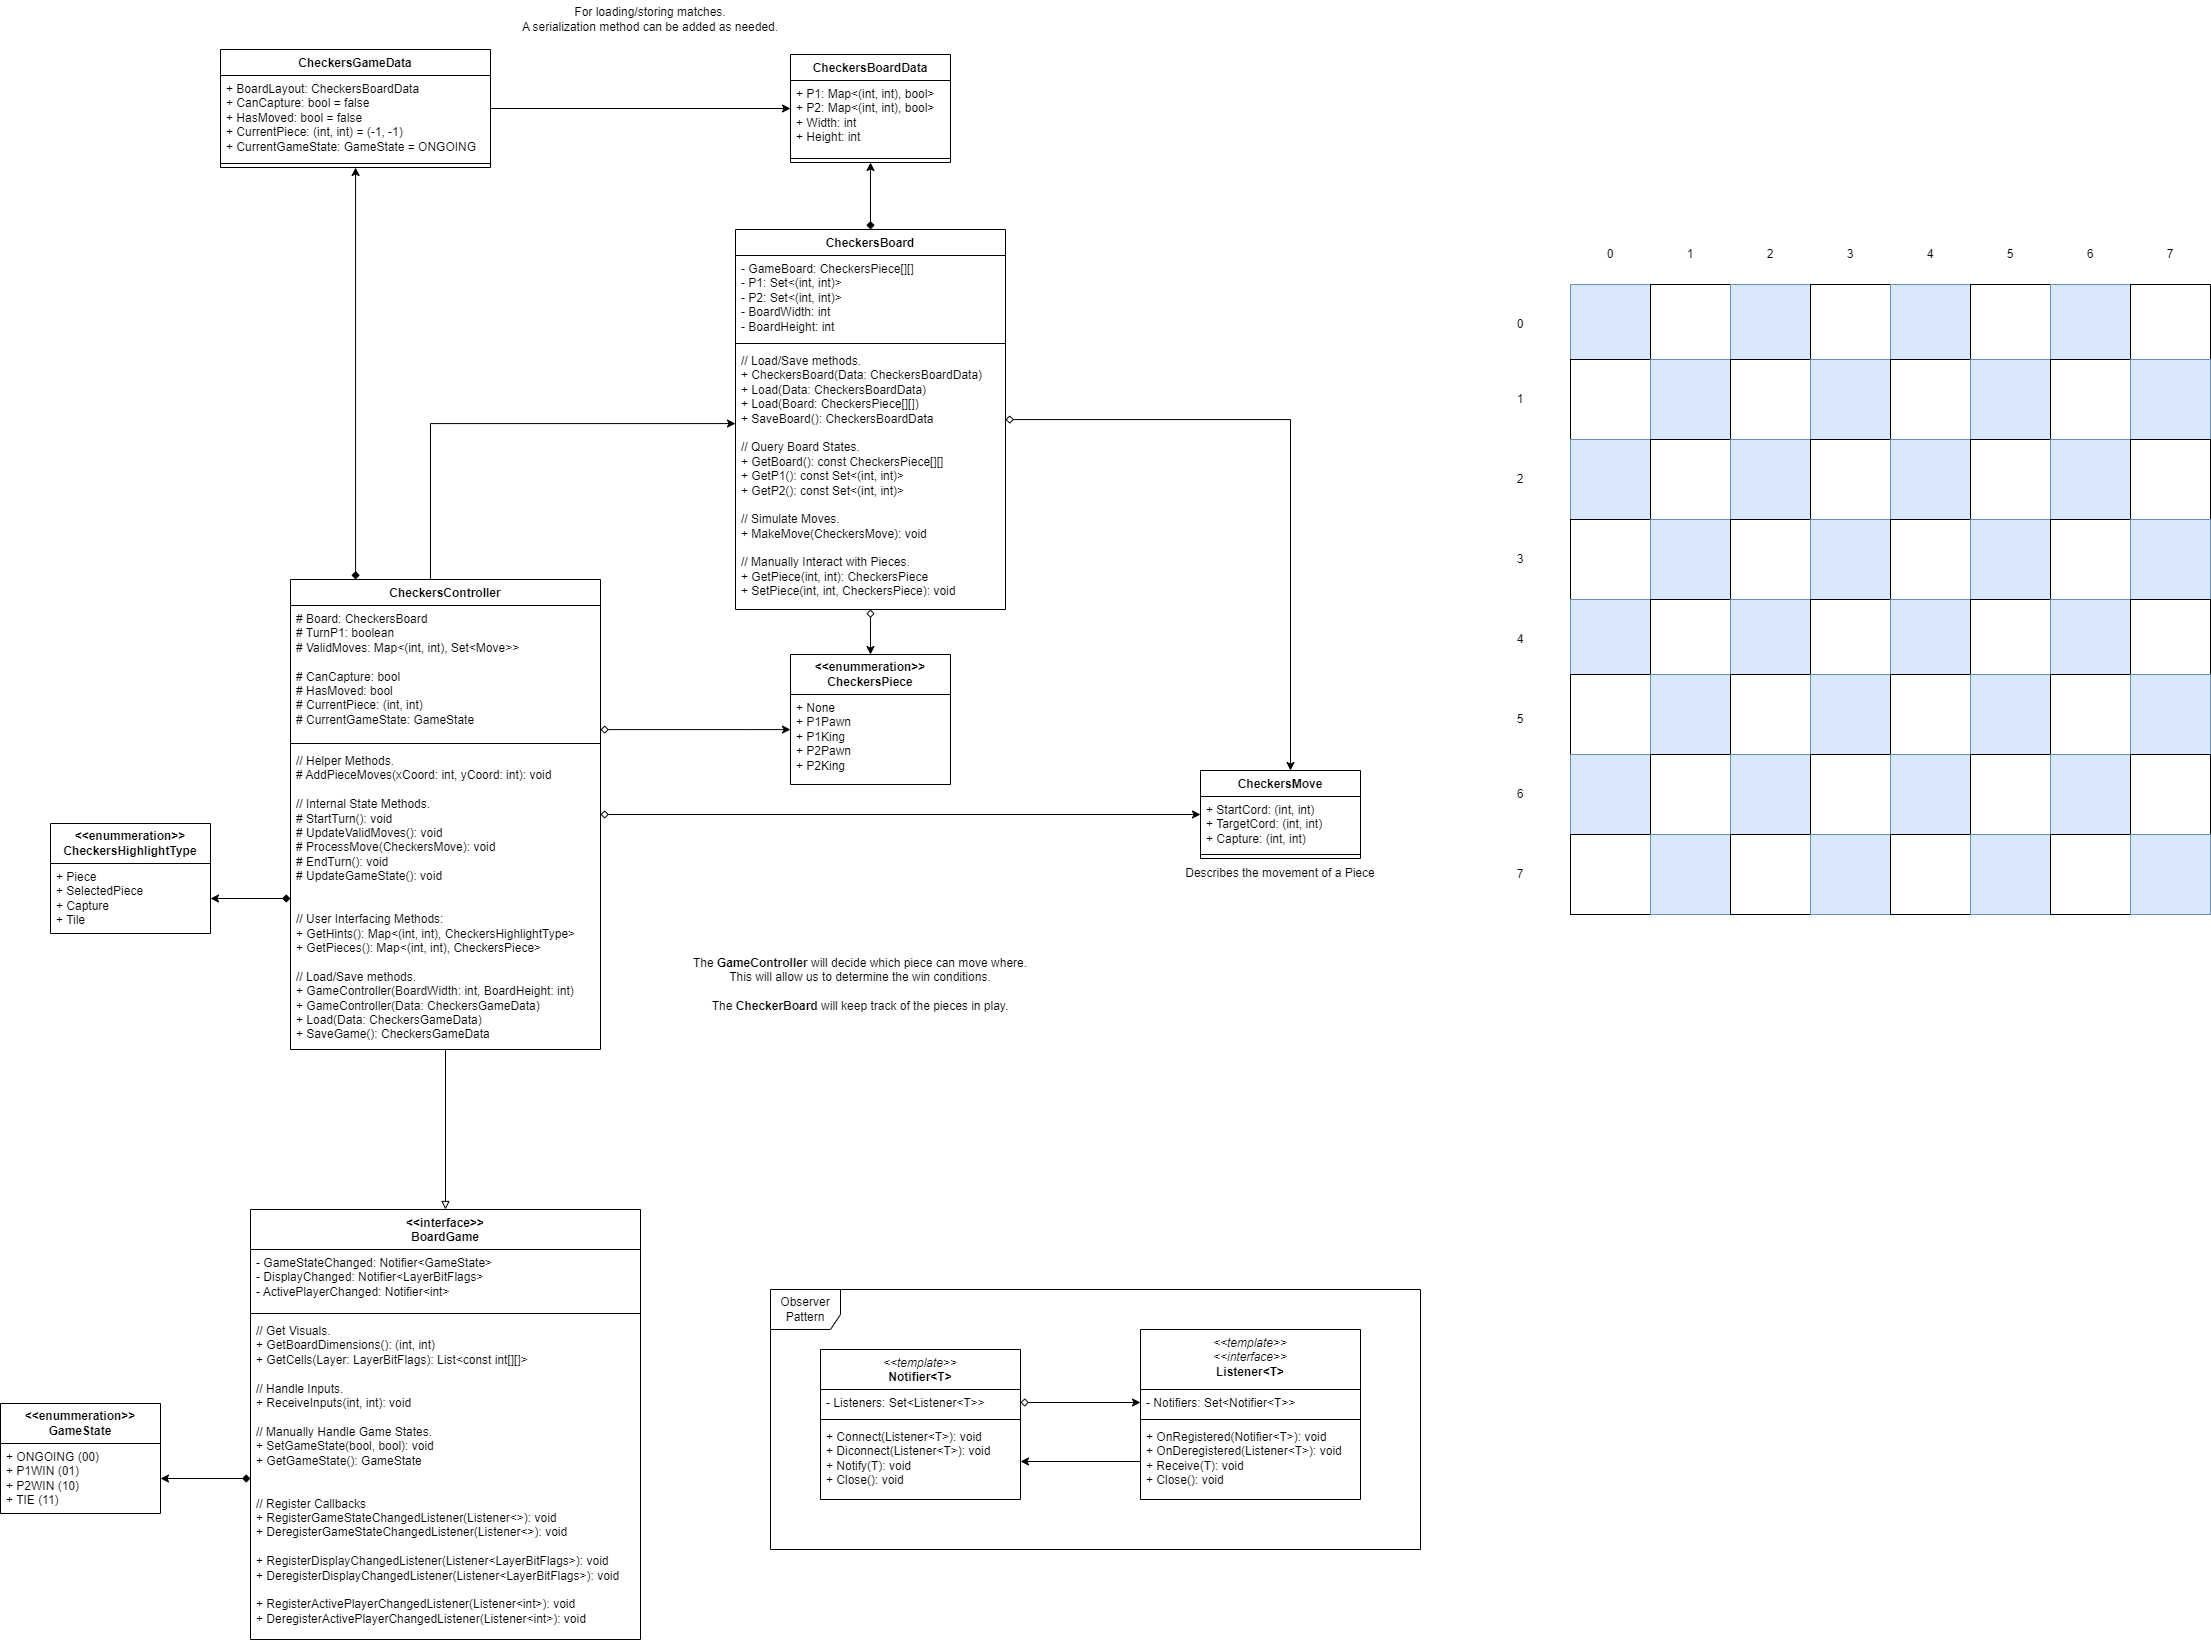 For loading/storing matches.
A serialization method can be added as needed.
CheckersGameData
+ BoardLayout: CheckersBoardData
+ CanCapture: bool = false
+ HasMoved: bool = false
+ CurrentPiece: (int, int) = (-1, -1)
+ CurrentGameState: GameState = ONGOING
CheckersBoardData
+ P1: Map<(int, int), bool>
+ P2: Map<(int, int), bool>
+ Width: int
+ Height: int
CheckersBoard
- GameBoard: CheckersPiece[][]
- P1: Set<(int, int)>
- P2: Set<(int, int)>
- BoardWidth: int
- BoardHeight: int
// Load/Save methods.
+ CheckersBoard(Data: CheckersBoardData)
+ Load(Data: CheckersBoardData)
+ Load(Board: CheckersPiece[][])
+ SaveBoard(): CheckersBoardData
// Query Board States.
+ GetBoard(): const CheckersPiece[][]
+ GetP1(): const Set<(int, int)>
+ GetP2(): const Set<(int, int)>
// Simulate Moves.
+ MakeMove(CheckersMove): void
// Manually Interact with Pieces.
+ GetPiece(int, int): CheckersPiece
+ SetPiece(int, int, CheckersPiece): void
0 1 2 3 4 5 6 7
0
1
2
3
4
5
6
7
CheckersController
# Board: CheckersBoard
# TurnP1: boolean
# ValidMoves: Map<(int, int), Set<Move>>
# CanCapture: bool
# HasMoved: bool
# CurrentPiece: (int, int)
# CurrentGameState: GameState
// Helper Methods.
# AddPieceMoves(xCoord: int, yCoord: int): void
// Internal State Methods.
# StartTurn(): void
# UpdateValidMoves(): void
# ProcessMove(CheckersMove): void
# EndTurn(): void
# UpdateGameState(): void
// User Interfacing Methods:
+ GetHints(): Map<(int, int), CheckersHighlightType>
+ GetPieces(): Map<(int, int), CheckersPiece>
// Load/Save methods.
+ GameController(BoardWidth: int, BoardHeight: int)
+ GameController(Data: CheckersGameData)
+ Load(Data: CheckersGameData)
+ SaveGame(): CheckersGameData
<<enummeration>>
CheckersPiece
+ None
+ P1Pawn
+ P1King
+ P2Pawn
+ P2King
CheckersMove
+ StartCord: (int, int)
+ TargetCord: (int, int)
+ Capture: (int, int)
Describes the movement of a Piece
<<enummeration>>
CheckersHighlightType
+ Piece
+ SelectedPiece
+ Capture
+ Tile
The GameController will decide which piece can move where.
This will allow us to determine the win conditions.
The CheckerBoard will keep track of the pieces in play.
<<interface>>
BoardGame
- GameStateChanged: Notifier<GameState>
- DisplayChanged: Notifier<LayerBitFlags>
- ActivePlayerChanged: Notifier<int>
// Get Visuals.
+ GetBoardDimensions(): (int, int)
+ GetCells(Layer: LayerBitFlags): List<const int[][]>
// Handle Inputs.
+ ReceiveInputs(int, int): void
// Manually Handle Game States.
+ SetGameState(bool, bool): void
+ GetGameState(): GameState
// Register Callbacks
+ RegisterGameStateChangedListener(Listener<>): void
+ DeregisterGameStateChangedListener(Listener<>): void
+ RegisterDisplayChangedListener(Listener<LayerBitFlags>): void
+ DeregisterDisplayChangedListener(Listener<LayerBitFlags>): void
+ RegisterActivePlayerChangedListener(Listener<int>): void
+ DeregisterActivePlayerChangedListener(Listener<int>): void
<<enummeration>>
GameState
+ ONGOING (00)
+ P1WIN (01)
+ P2WIN (10)
+ TIE (11)
Observer
Pattern
<<template>>
Notifier<T>
- Listeners: Set<Listener<T>>
+ Connect(Listener<T>): void
+ Diconnect(Listener<T>): void
+ Notify(T): void
+ Close(): void
<<template>>
<<interface>>
Listener<T>
- Notifiers: Set<Notifier<T>>
+ OnRegistered(Notifier<T>): void
+ OnDeregistered(Listener<T>): void
+ Receive(T): void
+ Close(): void